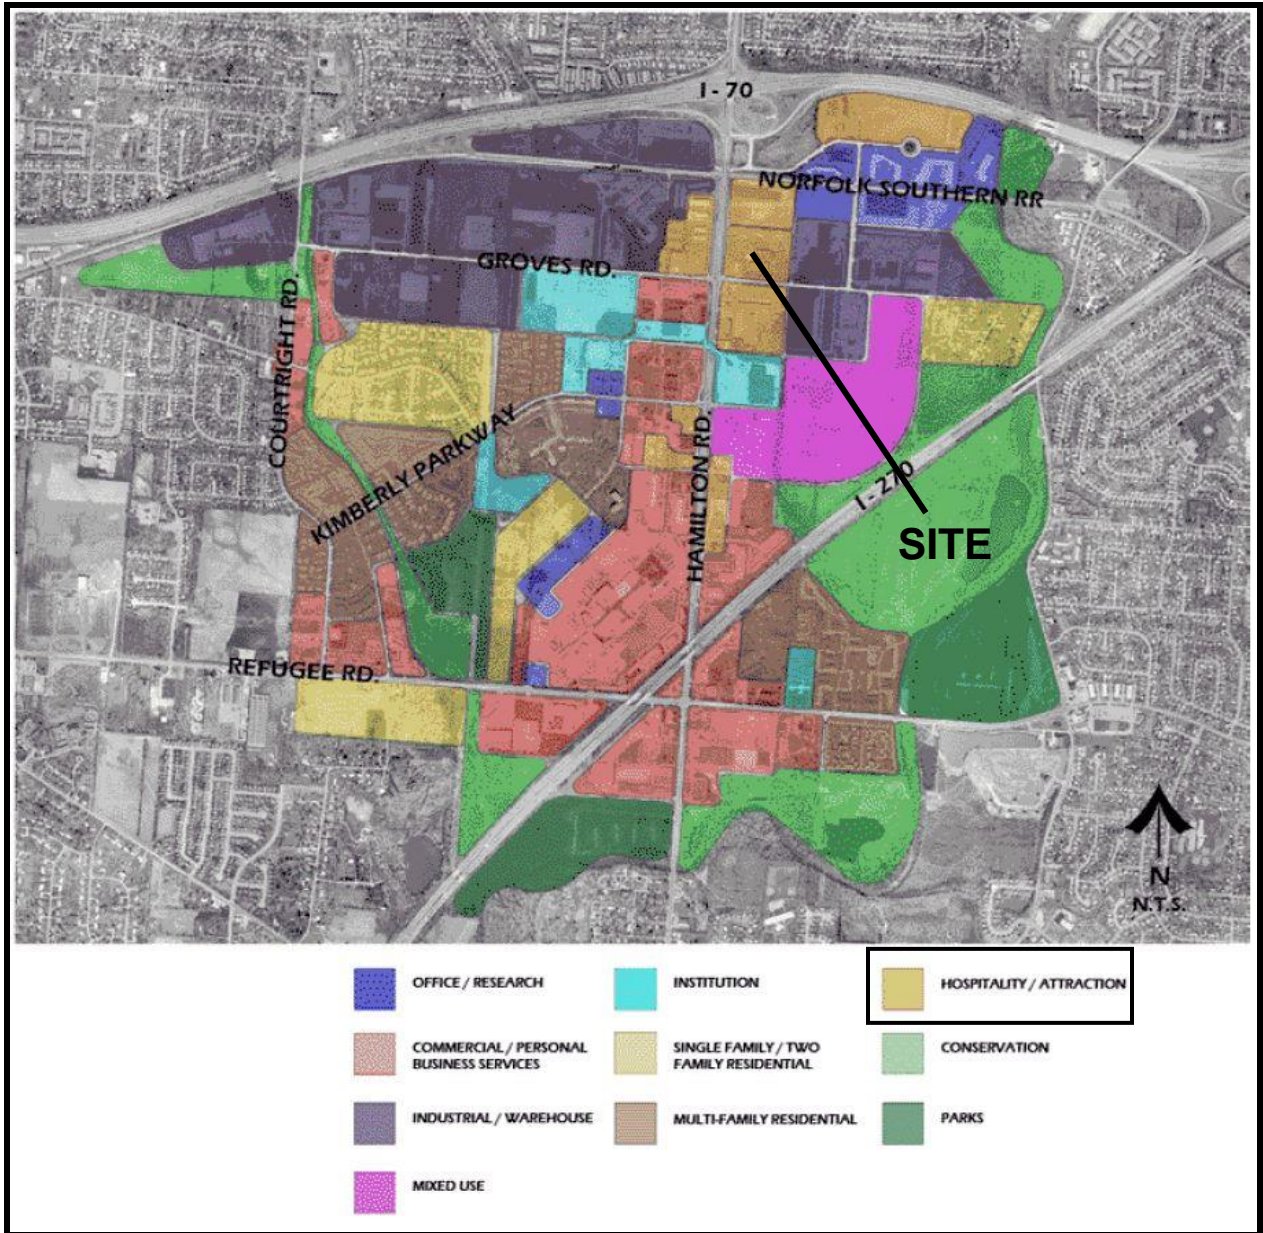 I - 70
NORFOLK SOUTHERN RR
GROVES RD.
COURTRIGHT RD.
KIMBERLY PARKWAY
HAMILTON RD.
I - 270
SITE
REFUGEE RD.
N
N.T.S.
OFFICE / RESEARCH
INSTITUTION
HOSPITALITY / ATTRACTION
COMMERCIAL / PERSONAL
BUSINESS SERVICES
SINGLE FAMILY / TWO
FAMILY RESIDENTIAL
CONSERVATION
INDUSTRIAL / WAREHOUSE
MULTI-FAMILY RESIDENTIAL
PARKS
MIXED USE